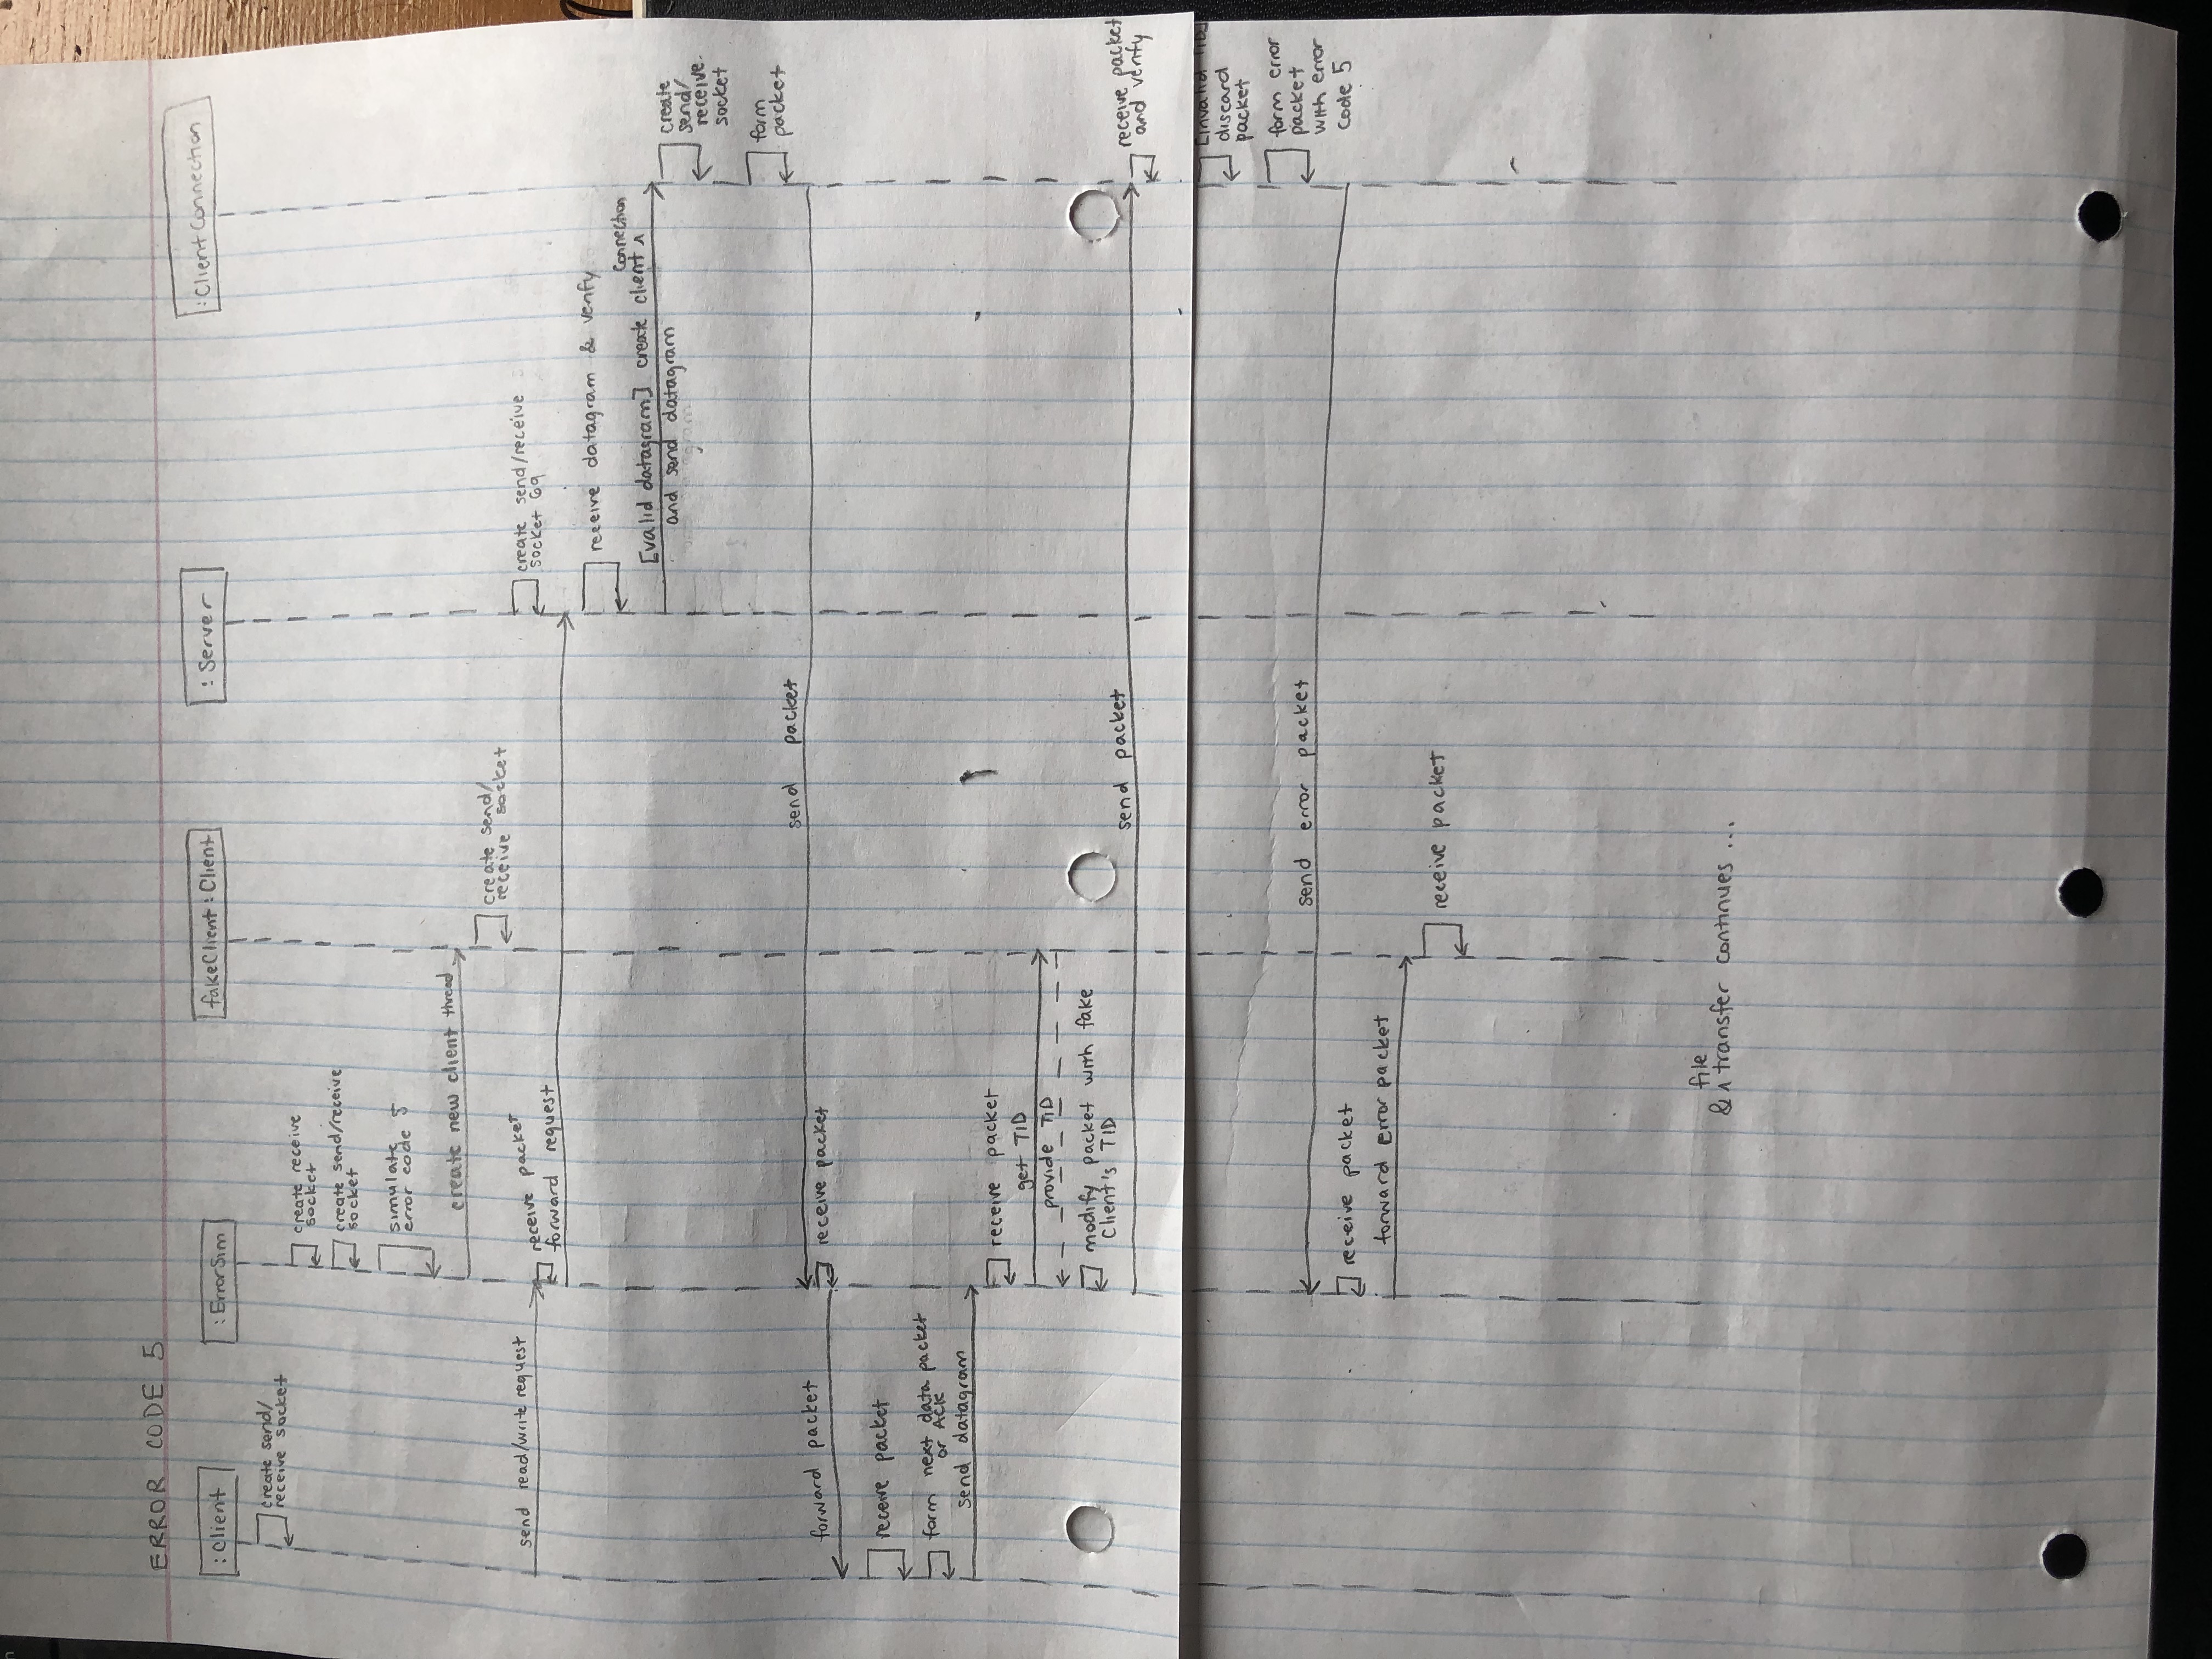 ERROR CODE 5
:Client
:ErrorSim
fakeClient:Client
:Server
:ClientConnection
create send/
receive socket
create receive
socket
create send/receive
socket
simulate
error code 5
create new client thread
create send/
receive socket
send read/write request
receive packet
forward request
create send/receive
socket 69
receive datagram & verify
Connection
[valid datagram] create client ^
and send datagram
create
send/
receive
socket
form
packet
send packet
forward packet
receive packet
receive packet
form next data packet
or ACK
send datagram
receive packet
get TID
provide TID
modify packet with fake
Client's TID
send packet
receive packet
and verify
[invalid TID]
discard
packet
form error
packet
with error
Code 5
send error packet
receive packet
forward error packet
receive packet
file
& ^ transfer continues ...